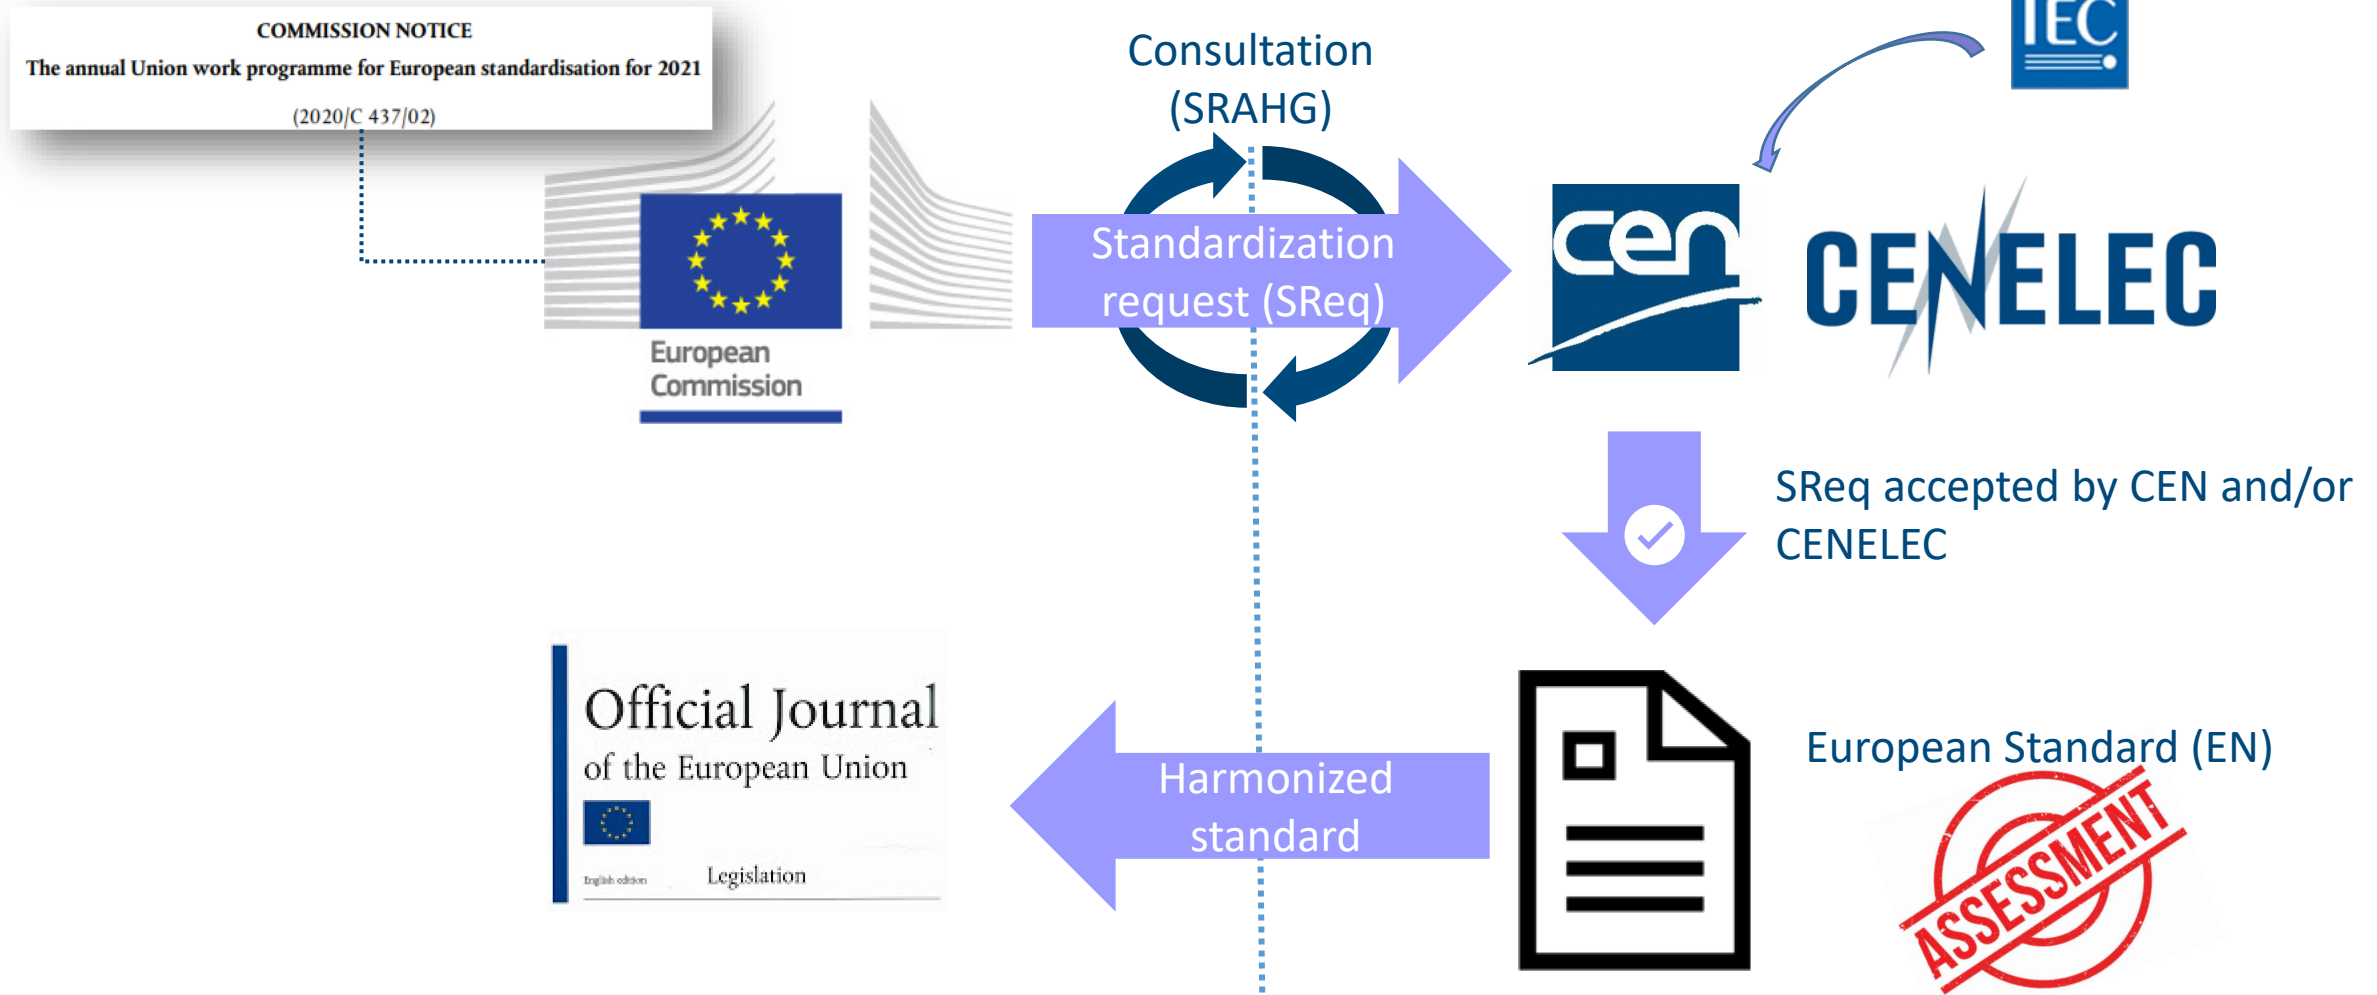 COMMISSION NOTICE
The annual Union work programme for European standardisation for 2021
(2020/C 437/02)
Consultation
(SRAHG)
IEC
European
Commission
Standardization
request (SReq)
cen
CENELEC
SReq accepted by CEN and/or
CENELEC
Official Journal
of the European Union
English edition
Legislation
Harmonized
standard
European Standard (EN)
ASSESSMENT